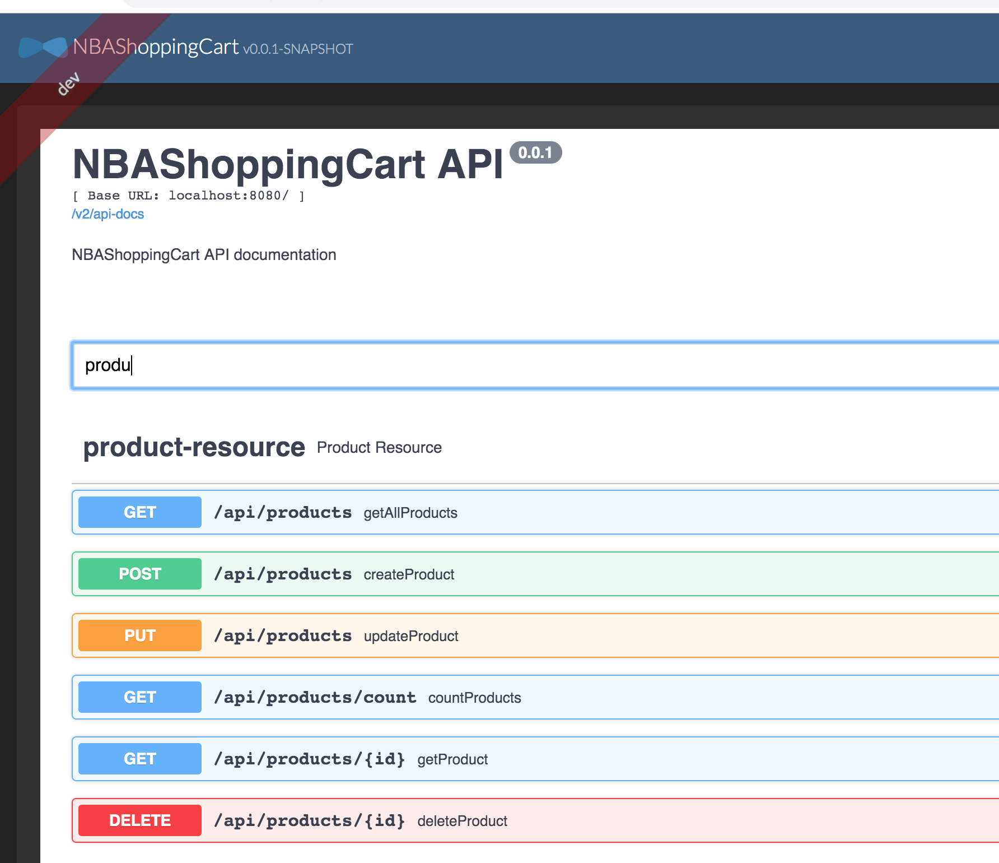 NBAShoppingCart v0.0.1-SNAPSHOT
dev
NBAShoppingCart API 0.0.1
[ Base URL: localhost:8080/ ]
/v2/api-docs
NBAShoppingCart API documentation
produ
product-resource Product Resource
GET /api/products getAllProducts
POST /api/products createProduct
PUT /api/products updateProduct
GET /api/products/count countProducts
GET /api/products/{id} getProduct
DELETE /api/products/{id} deleteProduct